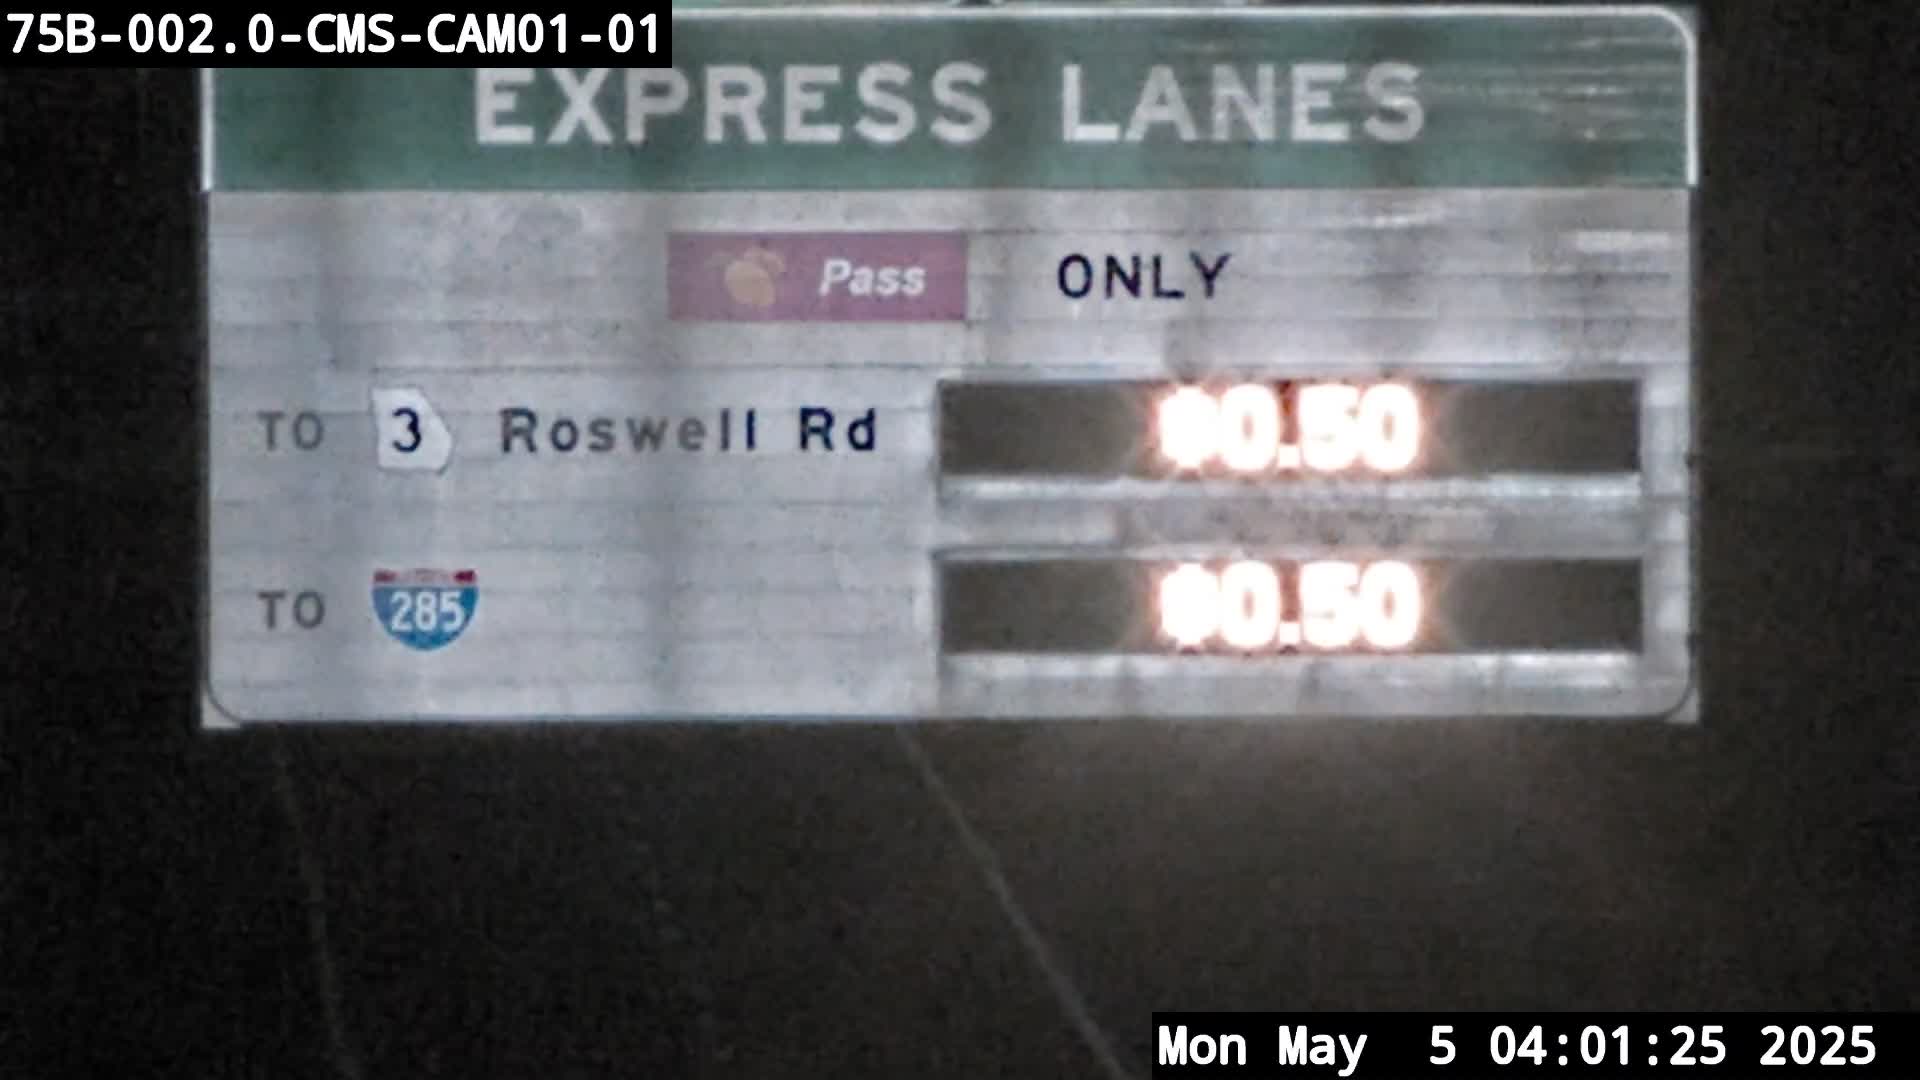 75B-002.0-CMS-CAM01-01
EXPRESS LANES
Pass ONLY
TO 3 Roswell Rd $0.50
TO 285 $0.50
Mon May 5 04:01:25 2025